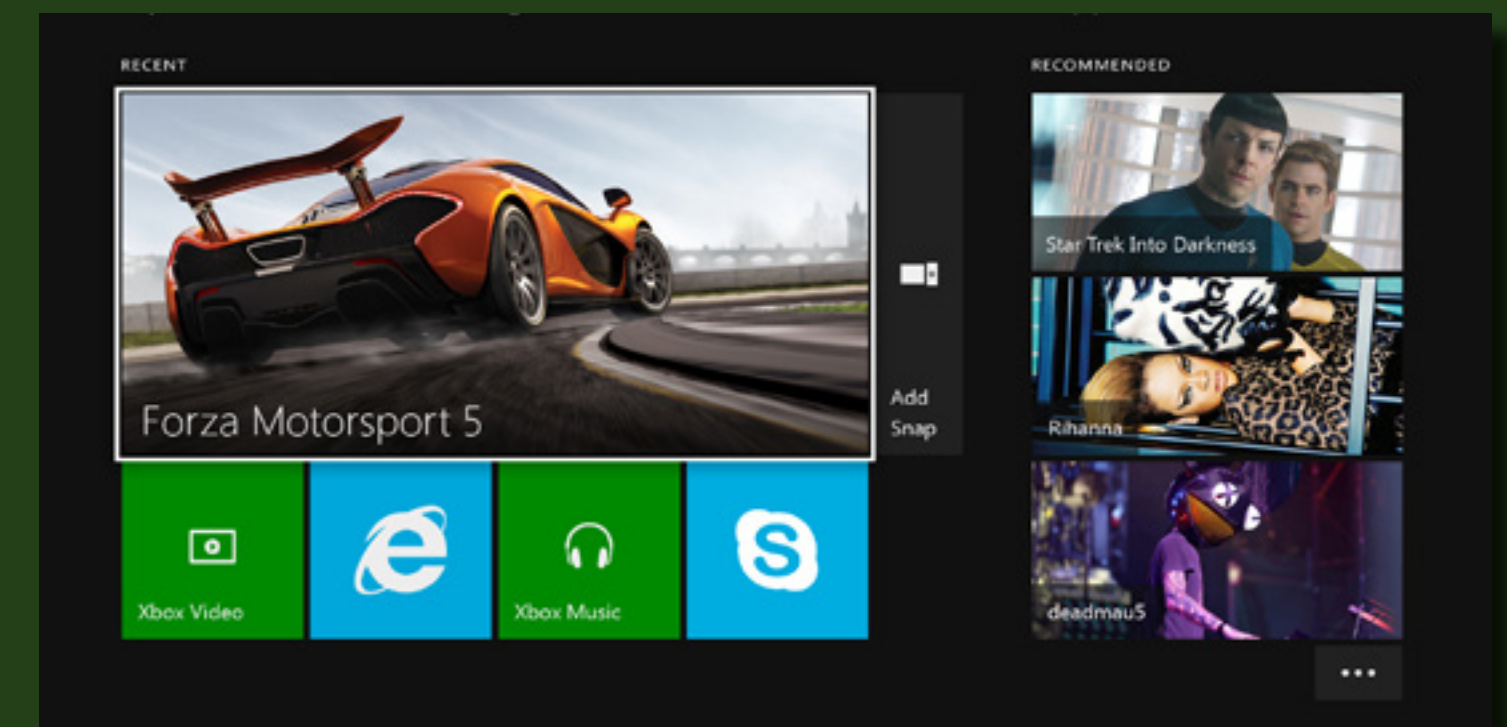 RECENT
Forza Motorsport 5
Add
Snap
Xbox Video
Xbox Music
RECOMMENDED
Star Trek Into Darkness
Rihanna
deadmau5